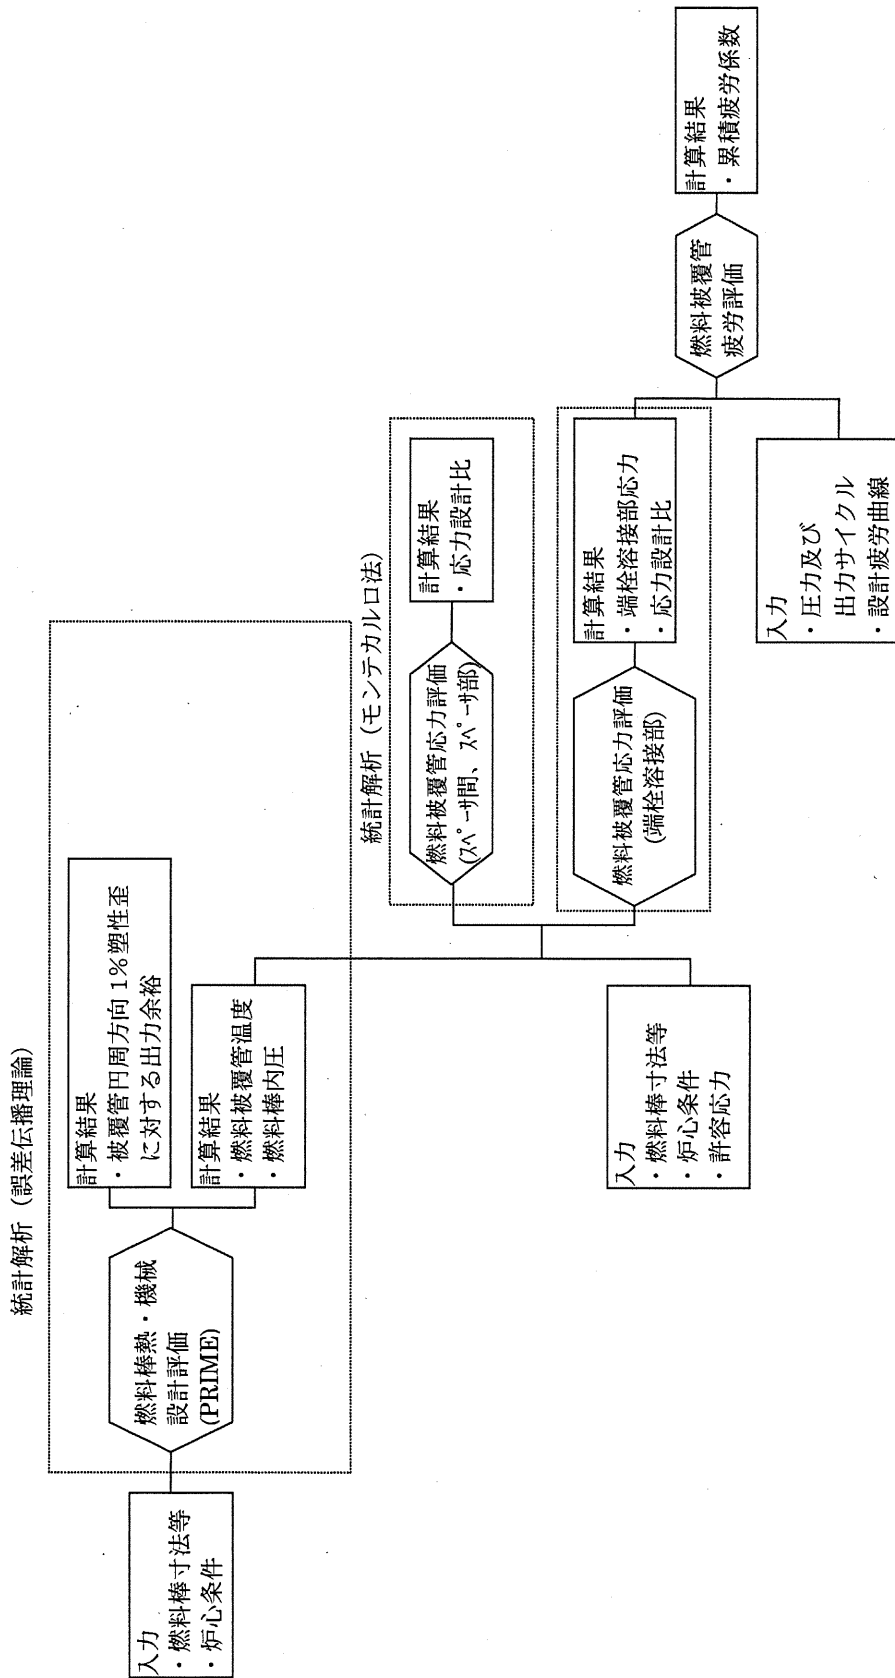 統計解析（誤差伝播理論）
入力
・燃料棒寸法等
・炉心条件
燃料棒熱・機械
設計評価
(PRIME)
計算結果
・被覆管円周方向1%塑性歪
に対する出力余裕
計算結果
・燃料被覆管温度
・燃料棒内圧
入力
・燃料棒寸法等
・炉心条件
・許容応力
統計解析（モンテカルロ法）
燃料被覆管応力評価
(ｽﾍﾟｰｻ間、ｽﾍﾟｰｻ部)
計算結果
・応力設計比
燃料被覆管応力評価
(端栓溶接部)
計算結果
・端栓溶接部応力
・応力設計比
入力
・圧力及び
出力サイクル
・設計疲労曲線
燃料被覆管
疲労評価
計算結果
・累積疲労係数